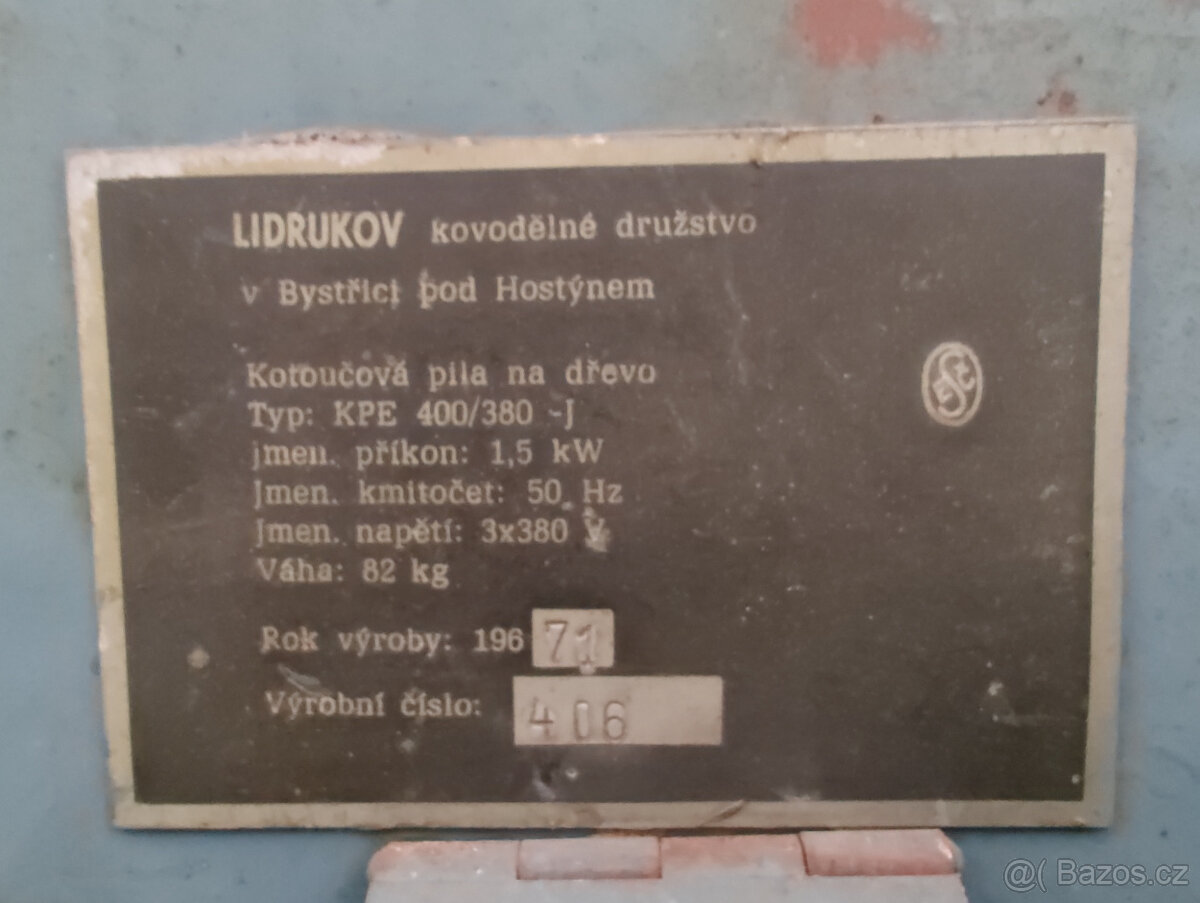 LIDRUKOV kovodělné družstvo
v Bystřici pod Hostýnem
Kotoučová pila na dřevo
Typ: KPE 400/380 -J
Jmen. příkon: 1,5 kW
Jmen. kmitočet: 50 Hz
Jmen. napětí: 3x380 V
Váha: 82 kg
Rok výroby: 196 71
Výrobní číslo: 406
@( Bazos.cz